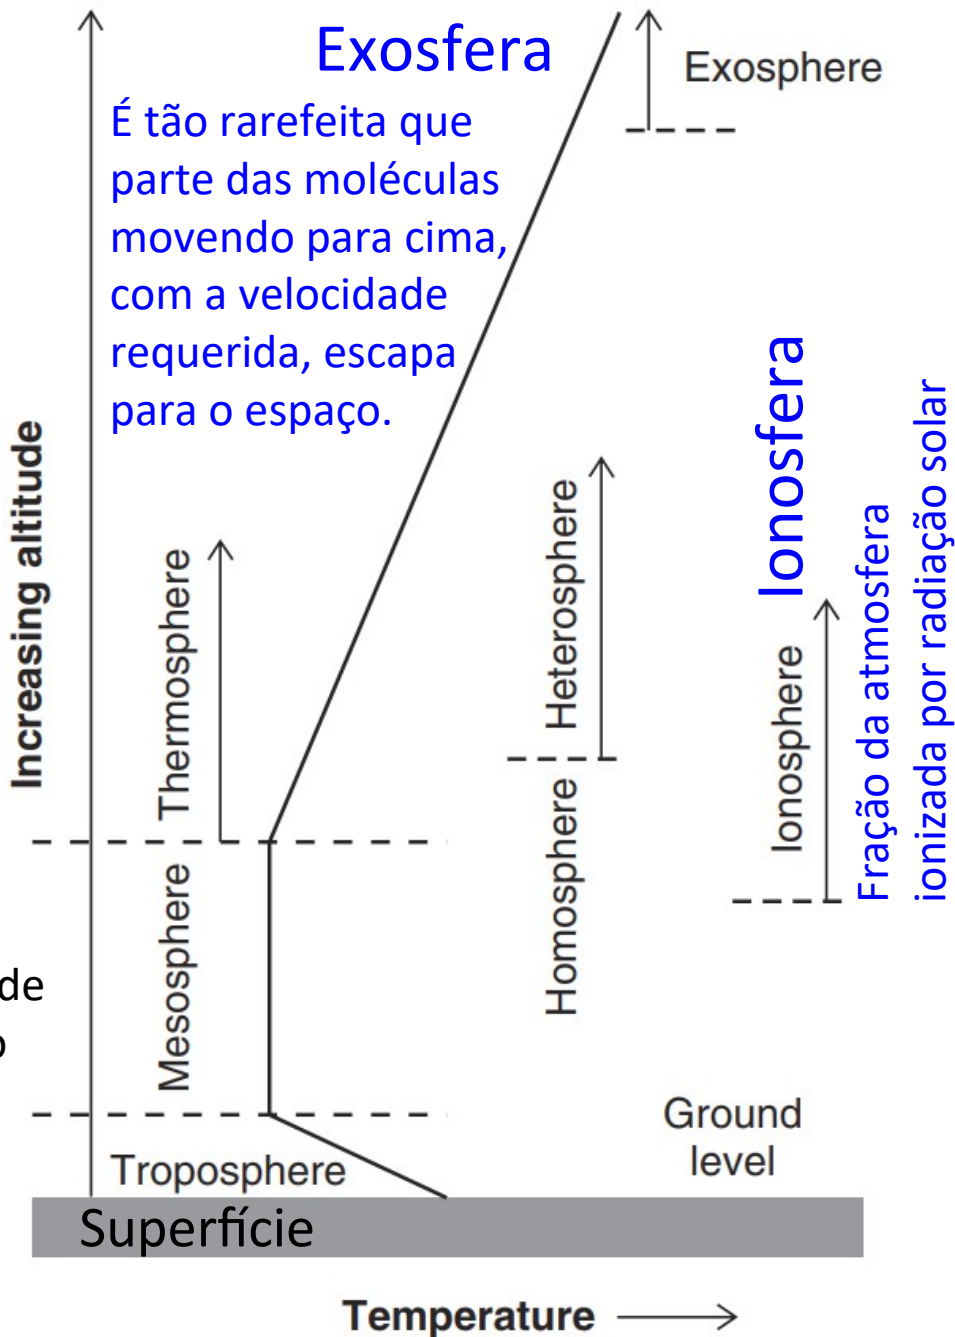 Exosfera
Exosphere
É tão rarefeita que
parte das moléculas
movendo para cima,
com a velocidade
requerida, escapa
para o espaço.
Increasing altitude
Thermosphere
Heterosphere
Ionosfera
Ionosphere
Fração da atmosfera
ionizada por radiação solar
Mesosphere
Homosphere
de
o
Ground
level
Troposphere
Superfície
Temperature